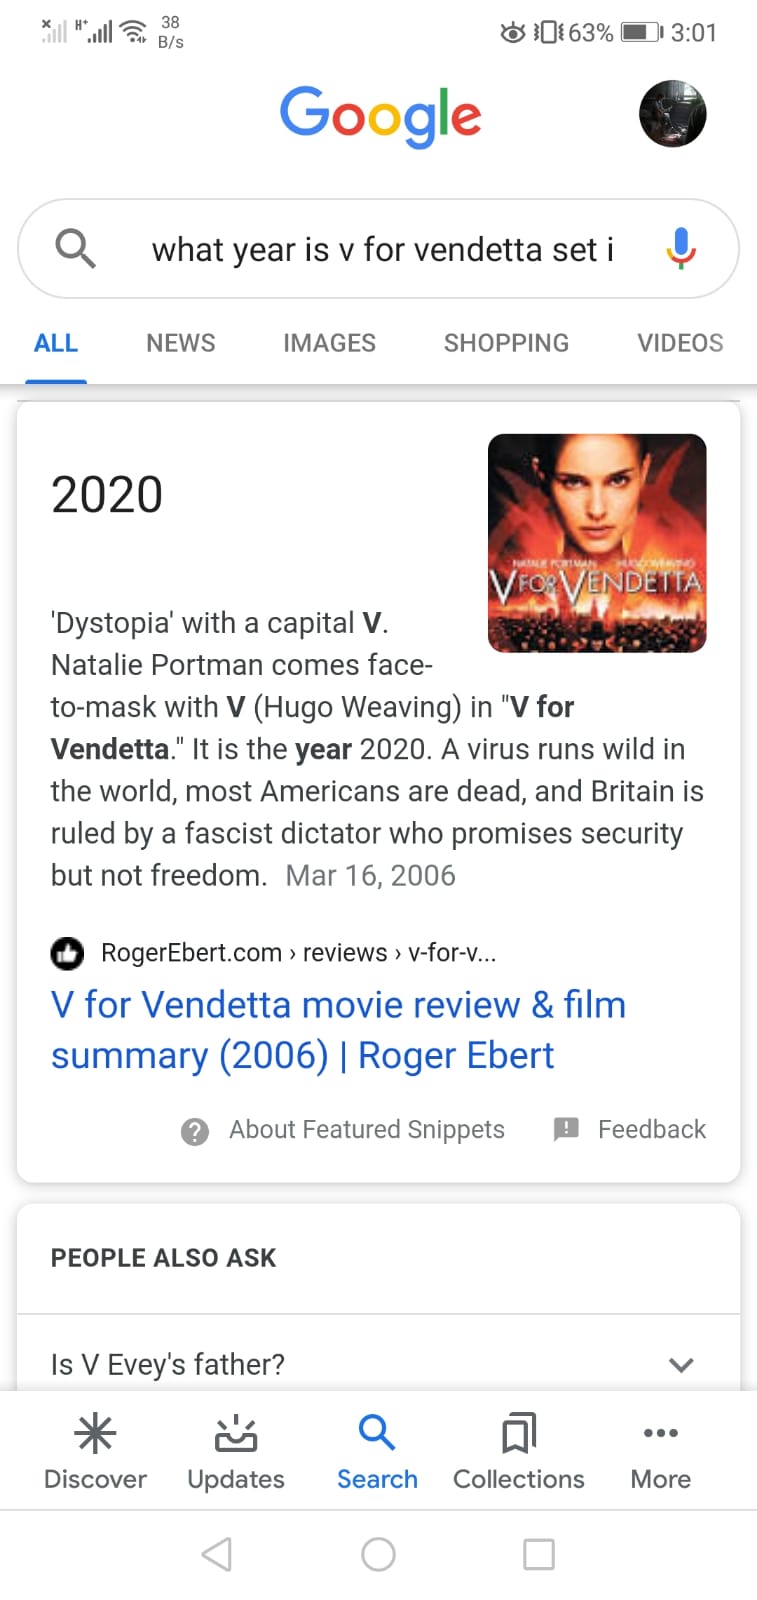 H+ 38 B/s 63% 3:01
Google
what year is v for vendetta set i
ALL NEWS IMAGES SHOPPING VIDEOS
2020
NATALIE PORTMAN HUGO WEAVING
V FOR VENDETTA
'Dystopia' with a capital V.
Natalie Portman comes face-
to-mask with V (Hugo Weaving) in "V for
Vendetta." It is the year 2020. A virus runs wild in
the world, most Americans are dead, and Britain is
ruled by a fascist dictator who promises security
but not freedom. Mar 16, 2006
RogerEbert.com › reviews › v-for-v...
V for Vendetta movie review & film
summary (2006) | Roger Ebert
About Featured Snippets Feedback
PEOPLE ALSO ASK
Is V Evey's father?
Discover Updates Search Collections More